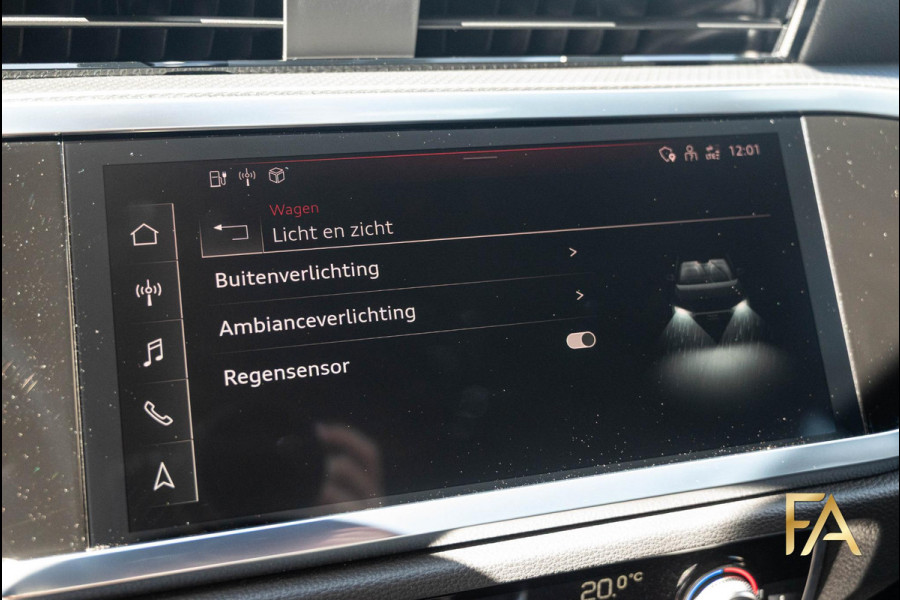 12:01
Wagen
Licht en zicht
Buitenverlichting
Ambianceverlichting
Regensensor
FA
20.0°C